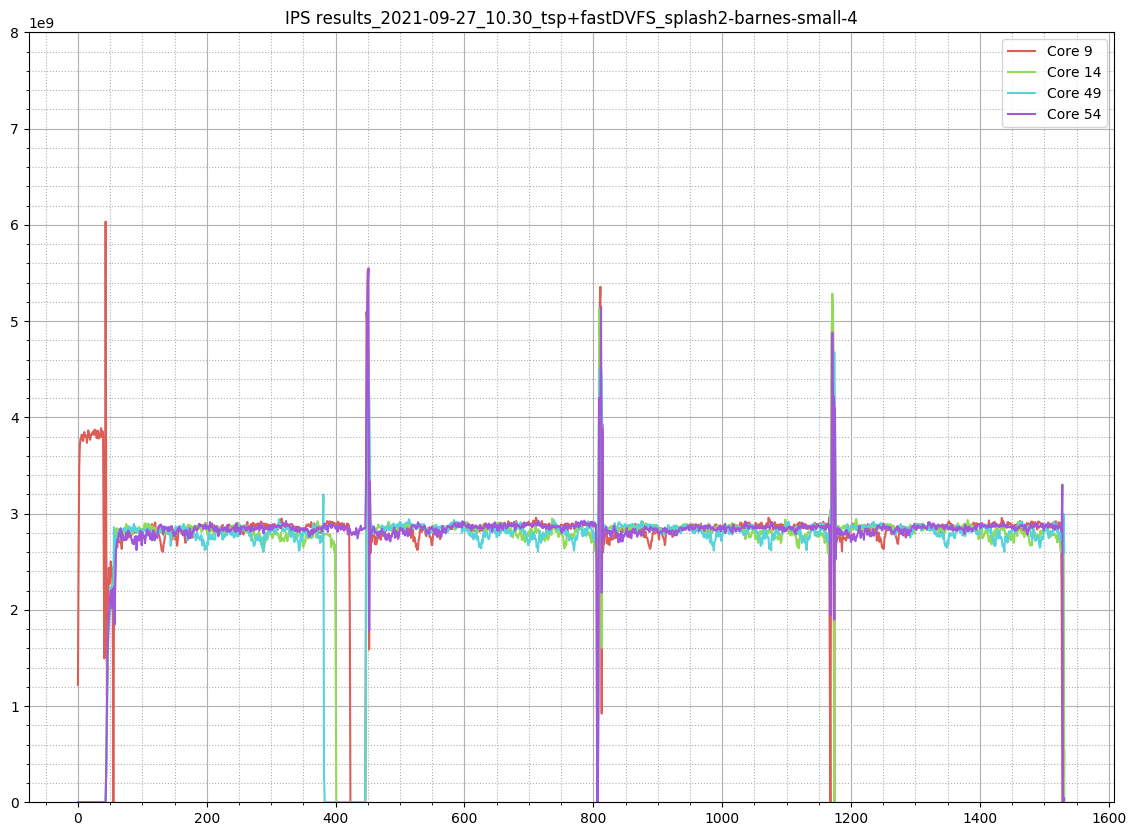 IPS results_2021-09-27_10.30_tsp+fastDVFS_splash2-barnes-small-4
1e9
8
7
6
5
4
3
2
1
0
Core 9
Core 14
Core 49
Core 54
0 200 400 600 800 1000 1200 1400 1600